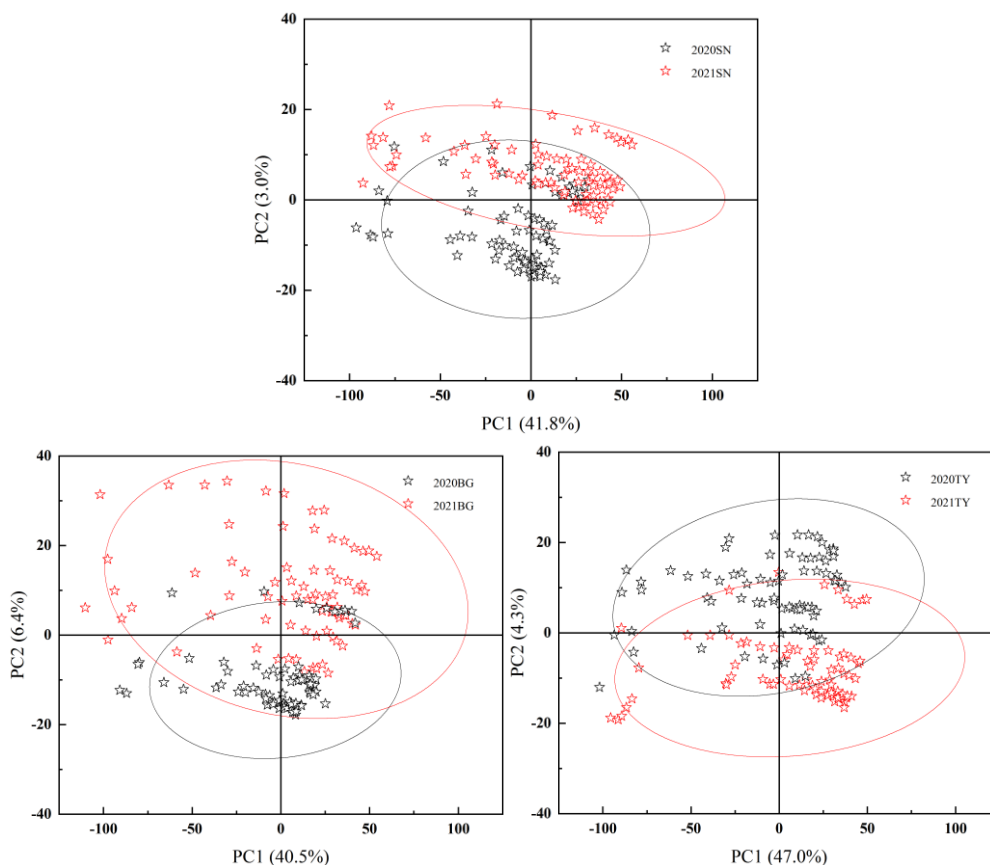 40
20
0
-20
-40
PC2 (3.0%)
2020SN
2021SN
-100 -50 0 50 100
PC1 (41.8%)
40
20
0
-20
-40
PC2 (6.4%)
2020BG
2021BG
-100 -50 0 50 100
PC1 (40.5%)
40
20
0
-20
-40
PC2 (4.3%)
2020TY
2021TY
-100 -50 0 50 100
PC1 (47.0%)